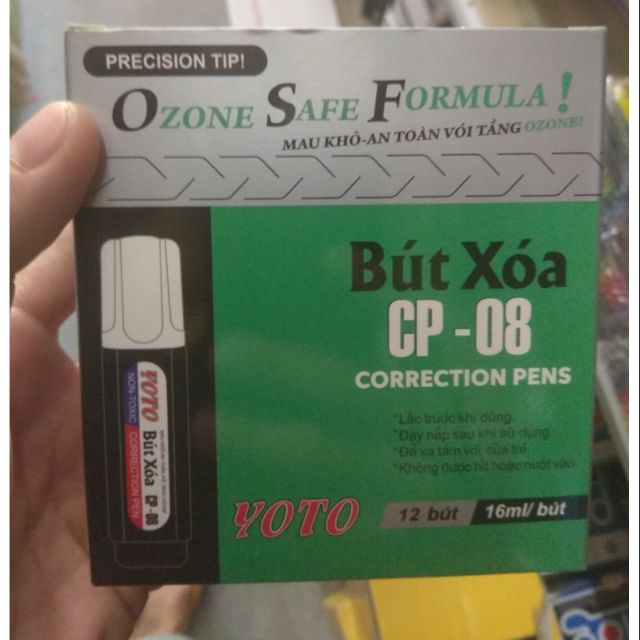 PRECISION TIP!
OZONE SAFE FORMULA!
MAU KHÔ-AN TOÀN VÓI TẦNG OZONE!
Bút Xóa
CP - 08
CORRECTION PENS
*Lắc trước khi dùng.
*Đậy nắp sau khi sử dụng.
*Để xa tầm với của trẻ.
*Không được hít hoặc nuốt vào
YOTO
12 bút
16ml/ bút
YOTO
NON-TOXIC
Bút Xóa CP -08
CORRECTION PEN